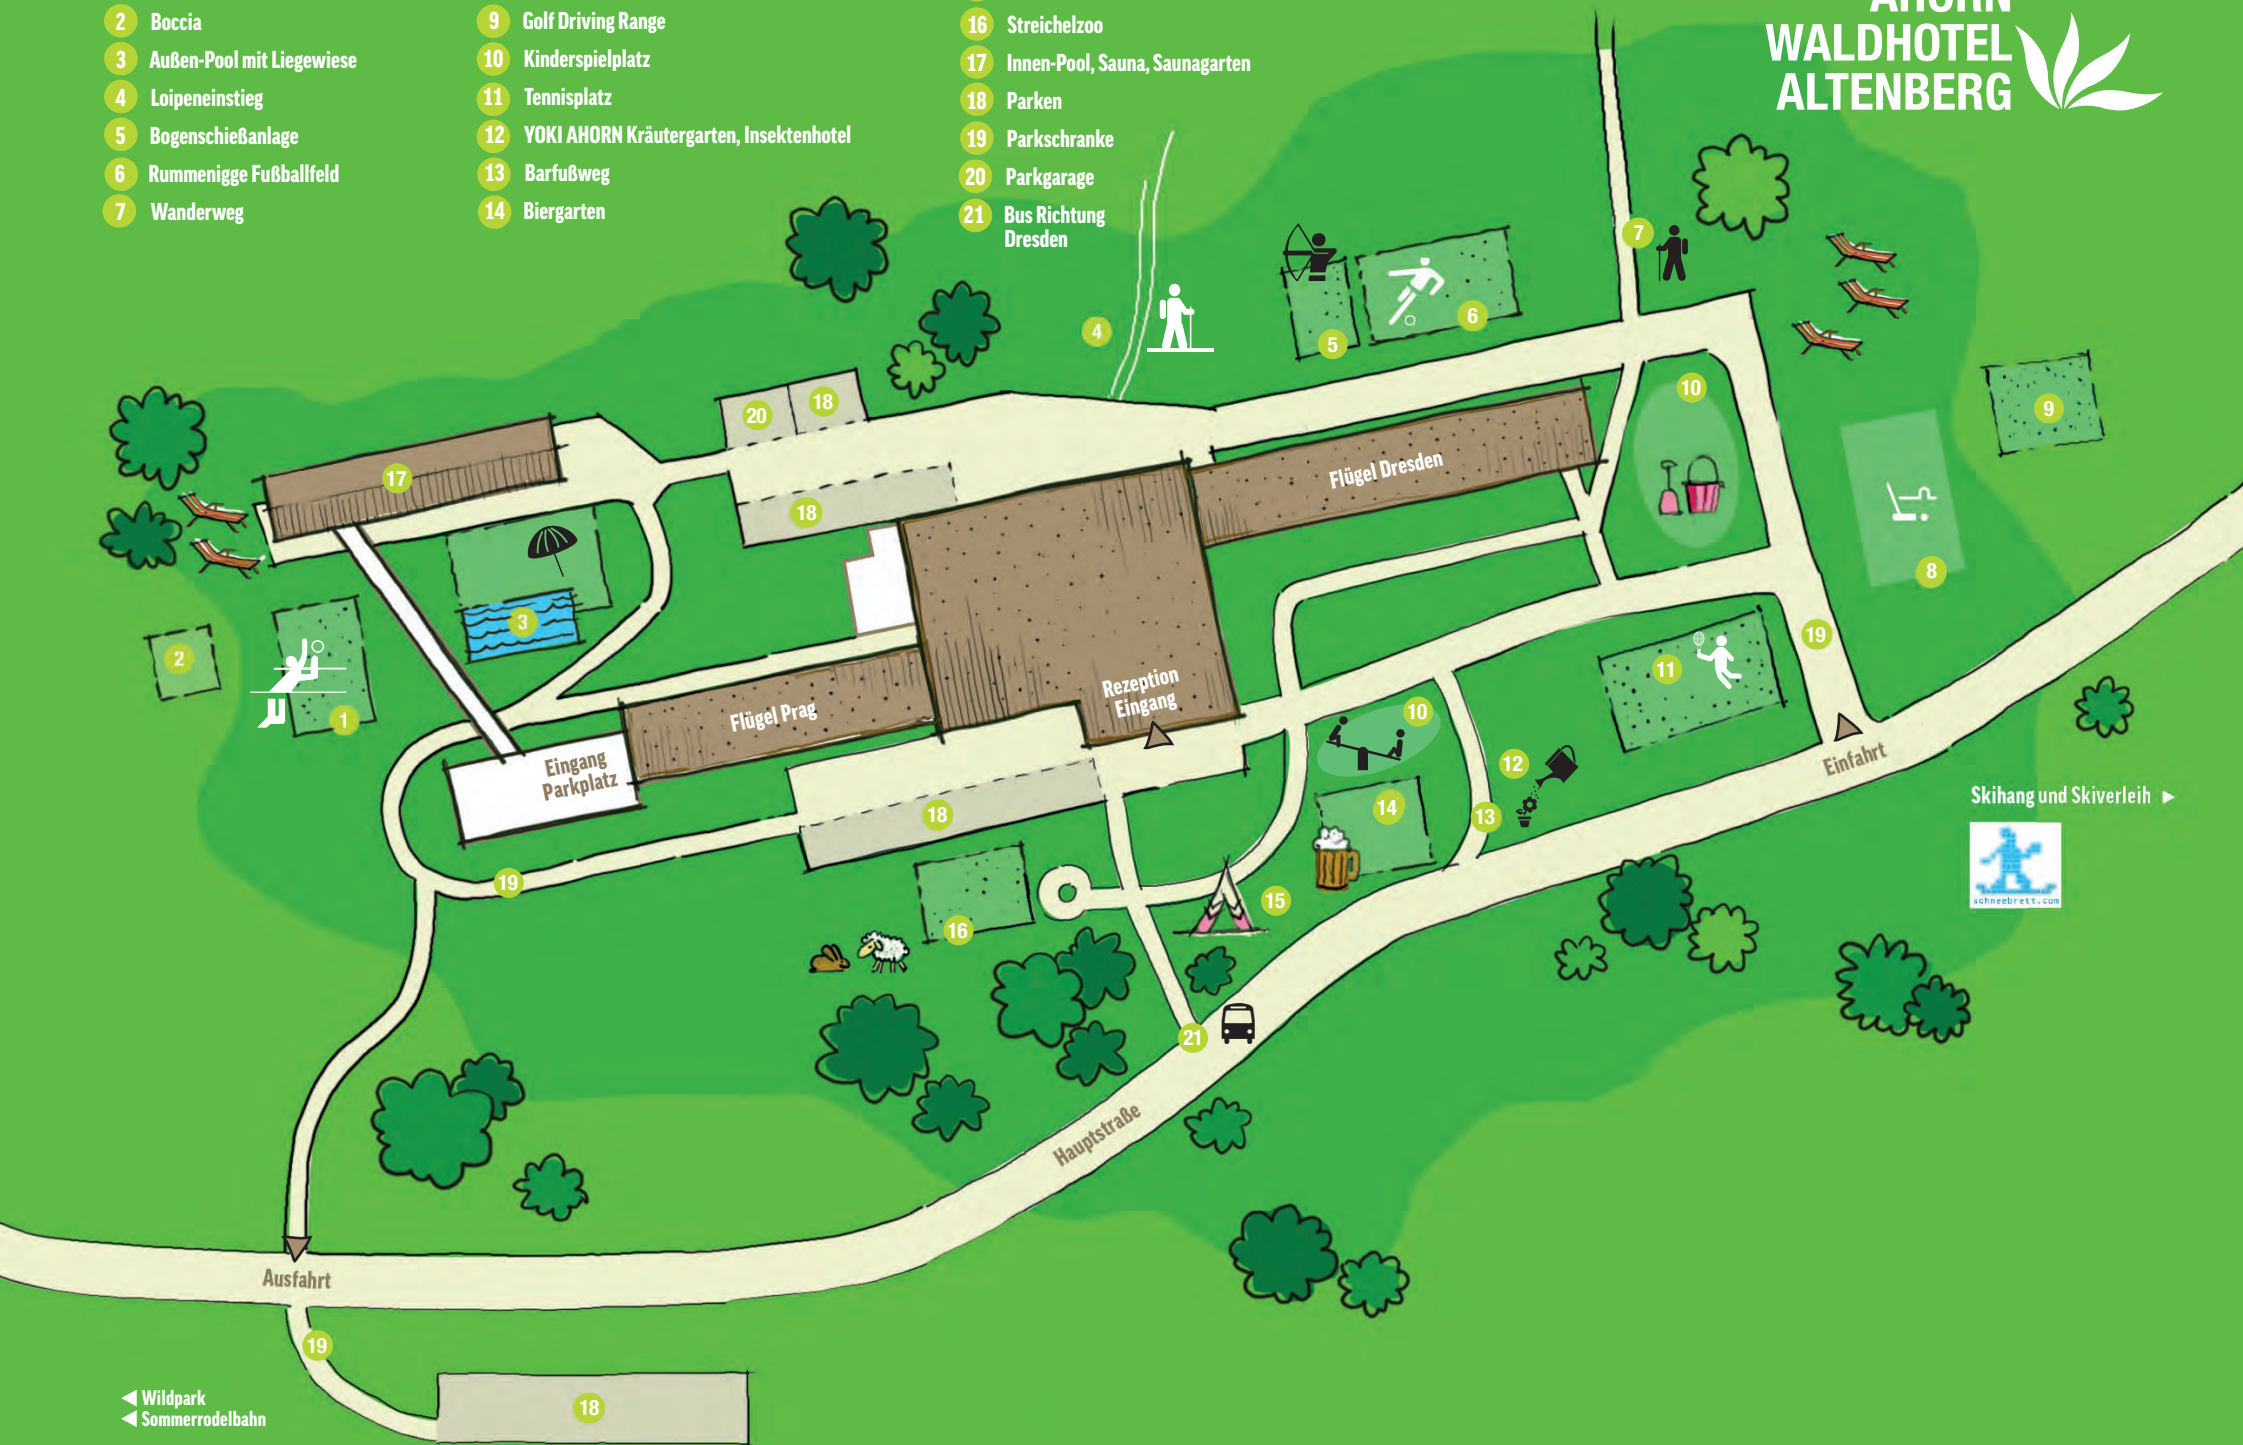 2 Boccia
3 Außen-Pool mit Liegewiese
4 Loipeneinstieg
5 Bogenschießanlage
6 Rummenigge Fußballfeld
7 Wanderweg
9 Golf Driving Range
10 Kinderspielplatz
11 Tennisplatz
12 YOKI AHORN Kräutergarten, Insektenhotel
13 Barfußweg
14 Biergarten
16 Streichelzoo
17 Innen-Pool, Sauna, Saunagarten
18 Parken
19 Parkschranke
20 Parkgarage
21 Bus Richtung
Dresden
AHORN
WALDHOTEL
ALTENBERG
7
4
5
6
10
9
20
18
17
18
Flügel Dresden
8
3
2
1
19
11
Rezeption
Eingang
Flügel Prag
Eingang
Parkplatz
10
12
14
13
18
Einfahrt
Skihang und Skiverleih
schneebrett.com
19
15
16
21
Hauptstraße
Ausfahrt
19
Wildpark
Sommerrodelbahn
18